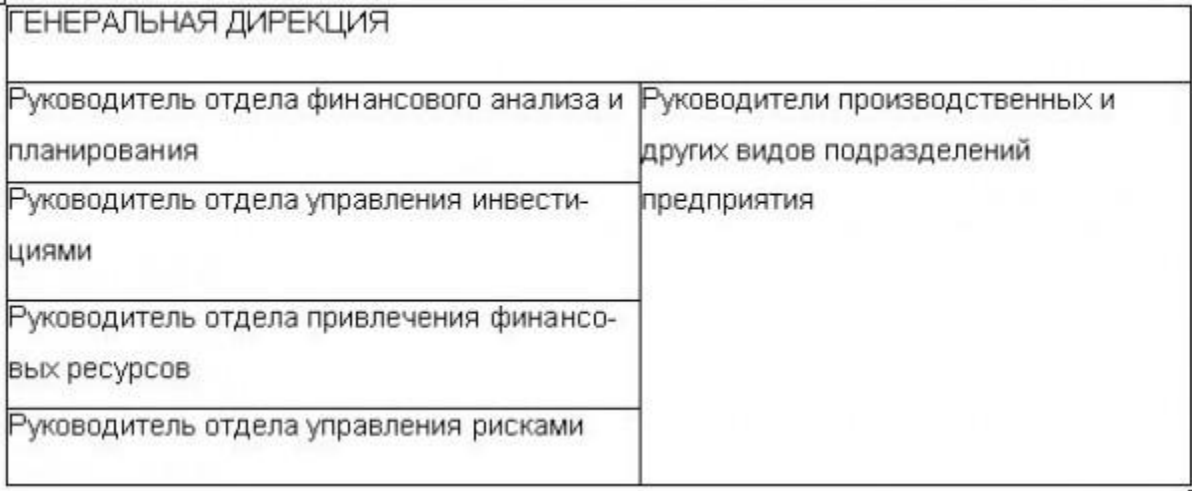 ГЕНЕРАЛЬНАЯ ДИРЕКЦИЯ
Руководитель отдела финансового анализа и
планирования
Руководитель отдела управления инвести-
циями
Руководитель отдела привлечения финансо-
вых ресурсов
Руководитель отдела управления рисками
Руководители производственных и
других видов подразделений
предприятия